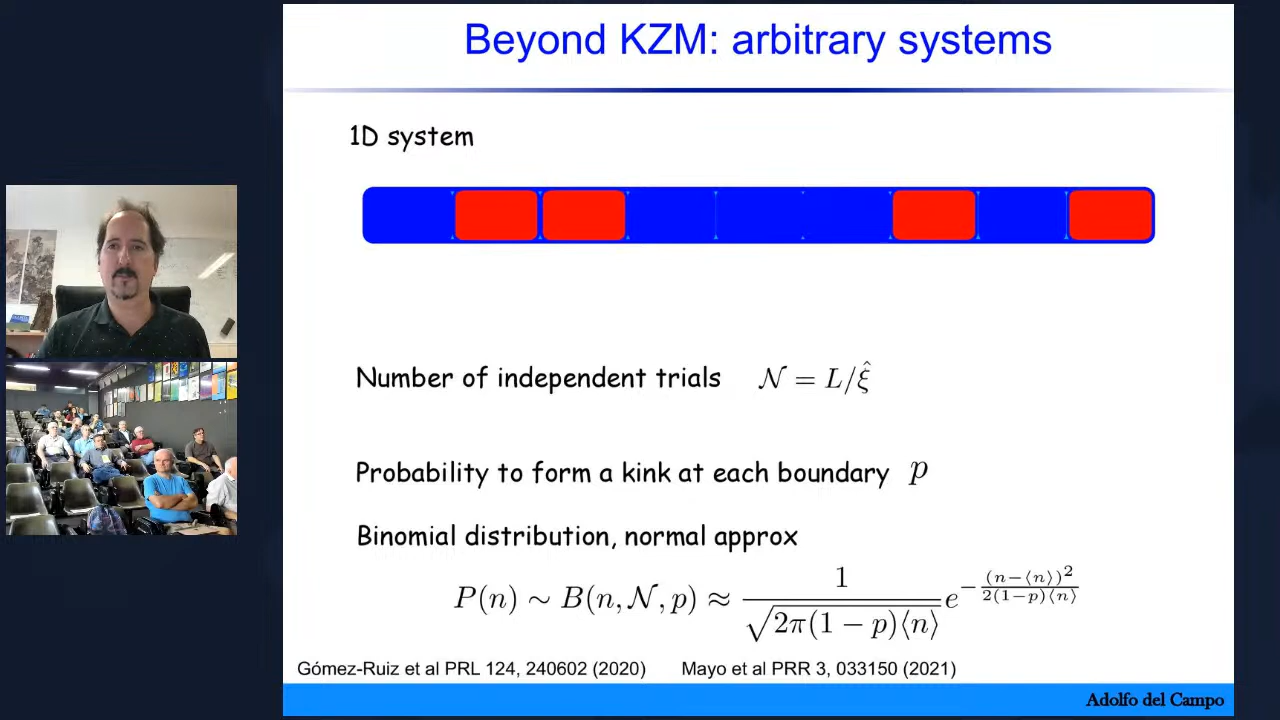 Beyond KZM: arbitrary systems
1D system
Number of independent trials 𝒩 = L/ξ̂
Probability to form a kink at each boundary p
Binomial distribution, normal approx
P(n) ∼ B(n, 𝒩, p) ≈ 1/√(2π(1 − p)⟨n⟩) e^{−(n−⟨n⟩)²/(2(1−p)⟨n⟩)}
Gómez-Ruiz et al PRL 124, 240602 (2020) Mayo et al PRR 3, 033150 (2021)
Adolfo del Campo